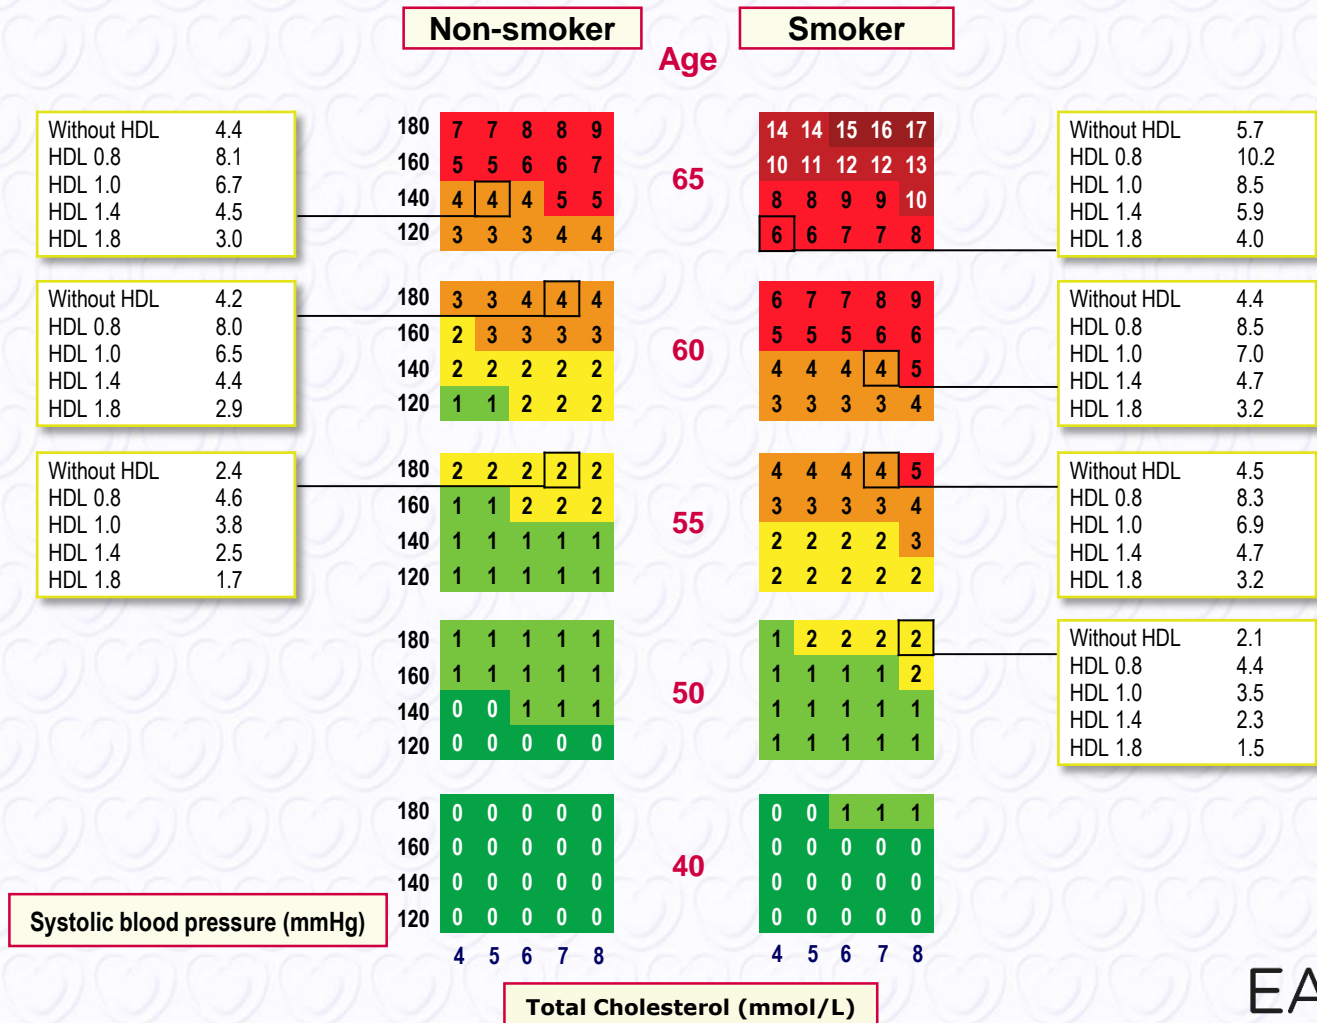 Non-smoker Smoker
Age
Without HDL 4.4
HDL 0.8 8.1
HDL 1.0 6.7
HDL 1.4 4.5
HDL 1.8 3.0
180 7 7 8 8 9 14 14 15 16 17
160 5 5 6 6 7 10 11 12 12 13
65
140 4 4 4 5 5 8 8 9 9 10
120 3 3 3 4 4 6 6 7 7 8
Without HDL 5.7
HDL 0.8 10.2
HDL 1.0 8.5
HDL 1.4 5.9
HDL 1.8 4.0
Without HDL 4.2
HDL 0.8 8.0
HDL 1.0 6.5
HDL 1.4 4.4
HDL 1.8 2.9
180 3 3 4 4 4 6 7 7 8 9
160 2 3 3 3 3 5 5 5 6 6
60
140 2 2 2 2 2 4 4 4 4 5
120 1 1 2 2 2 3 3 3 3 4
Without HDL 4.4
HDL 0.8 8.5
HDL 1.0 7.0
HDL 1.4 4.7
HDL 1.8 3.2
Without HDL 2.4
HDL 0.8 4.6
HDL 1.0 3.8
HDL 1.4 2.5
HDL 1.8 1.7
180 2 2 2 2 2 4 4 4 4 5
160 1 1 2 2 2 3 3 3 3 4
55
140 1 1 1 1 1 2 2 2 2 3
120 1 1 1 1 1 2 2 2 2 2
Without HDL 4.5
HDL 0.8 8.3
HDL 1.0 6.9
HDL 1.4 4.7
HDL 1.8 3.2
180 1 1 1 1 1 1 2 2 2 2
160 1 1 1 1 1 1 1 1 1 2
50
140 0 0 1 1 1 1 1 1 1 1
120 0 0 0 0 0 1 1 1 1 1
Without HDL 2.1
HDL 0.8 4.4
HDL 1.0 3.5
HDL 1.4 2.3
HDL 1.8 1.5
180 0 0 0 0 0 0 0 1 1 1
160 0 0 0 0 0 0 0 0 0 0
40
140 0 0 0 0 0 0 0 0 0 0
120 0 0 0 0 0 0 0 0 0 0
Systolic blood pressure (mmHg)
4 5 6 7 8 4 5 6 7 8
Total Cholesterol (mmol/L)
EA